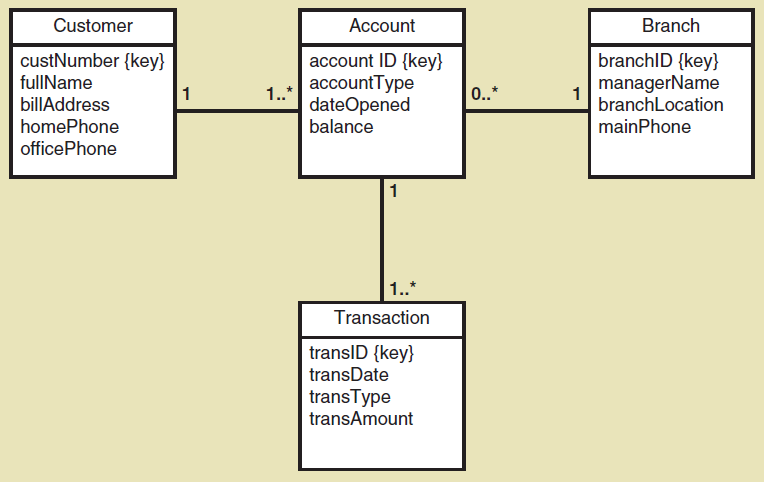 Customer
custNumber {key}
fullName
billAddress
homePhone
officePhone
1
1..*
Account
account ID {key}
accountType
dateOpened
balance
0..*
1
Branch
branchID {key}
managerName
branchLocation
mainPhone
1
1..*
Transaction
transID {key}
transDate
transType
transAmount